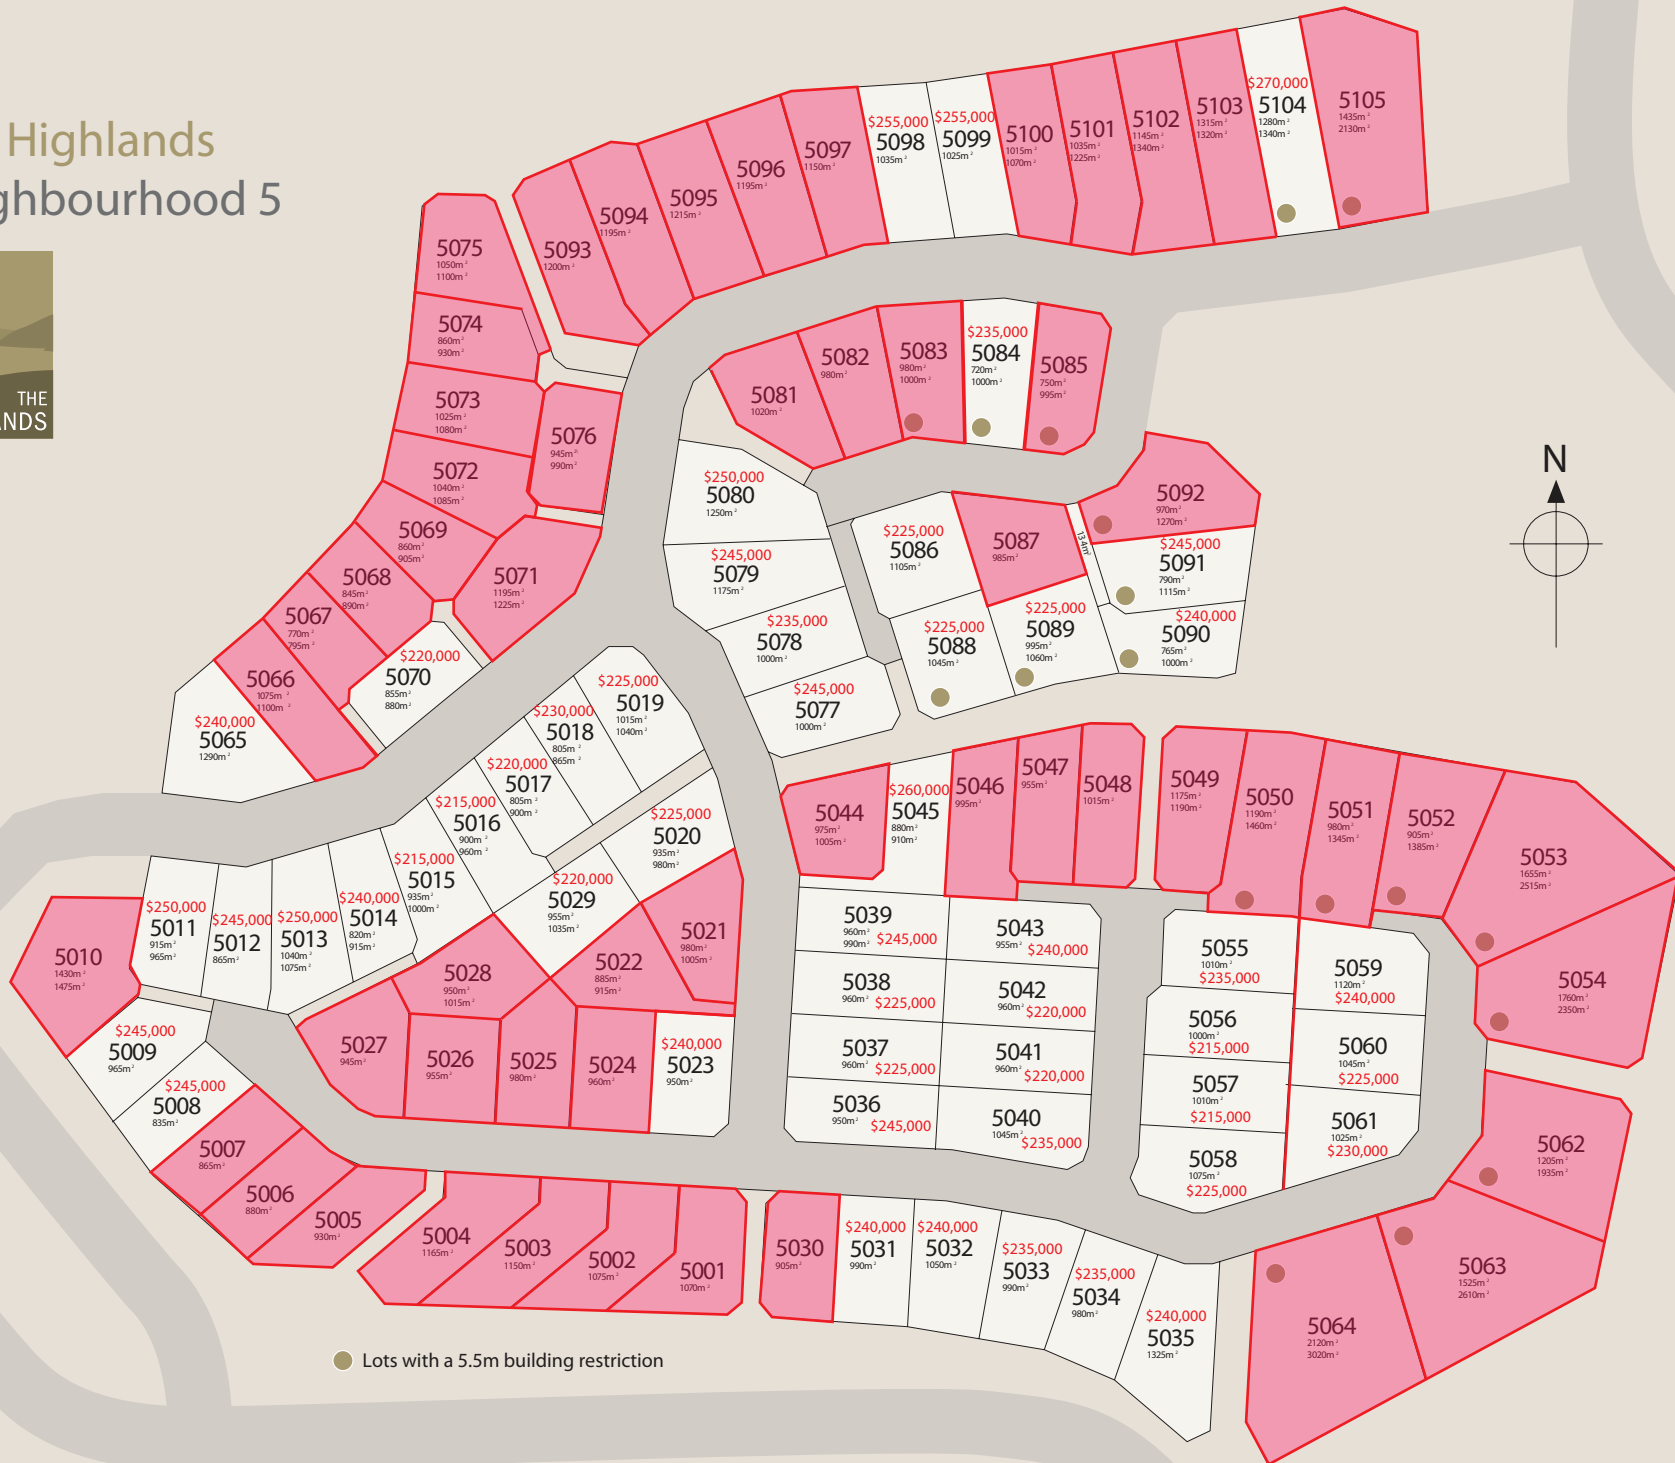 Highlands
ghbourhood 5
THE
NDS
N
5105
1435m²
2130m²
$270,000
5104
1280m²
1340m²
5103
1315m²
1320m²
5102
1145m²
1340m²
5101
1035m²
1225m²
5100
1015m²
1070m²
$255,000
5099
1025m²
$255,000
5098
1035m²
5097
1150m²
5096
1195m²
5095
1215m²
5094
1195m²
5093
1200m²
5075
1050m²
1100m²
5074
860m²
930m²
5073
1025m²
1080m²
5072
1040m²
1085m²
5076
945m²
990m²
5069
860m²
905m²
5068
845m²
890m²
5067
770m²
795m²
5066
1075m²
1100m²
5071
1195m²
1225m²
$220,000
5070
855m²
880m²
$240,000
5065
1290m²
5081
1020m²
5082
980m²
5083
980m²
1000m²
$235,000
5084
720m²
1000m²
5085
750m²
995m²
$250,000
5080
1250m²
$245,000
5079
1175m²
$235,000
5078
1000m²
$245,000
5077
1000m²
$225,000
5086
1105m²
5087
985m²
134m²
5092
970m²
1270m²
$245,000
5091
790m²
1115m²
$240,000
5090
765m²
1000m²
$225,000
5089
995m²
1060m²
$225,000
5088
1045m²
$225,000
5019
1015m²
1040m²
$230,000
5018
805m²
865m²
$220,000
5017
805m²
900m²
$215,000
5016
900m²
960m²
$215,000
5015
935m²
1000m²
$240,000
5014
820m²
915m²
$250,000
5013
1040m²
1075m²
$245,000
5012
865m²
$250,000
5011
915m²
965m²
5010
1430m²
1475m²
$245,000
5009
965m²
$245,000
5008
835m²
5007
865m²
5006
880m²
5005
930m²
$225,000
5020
935m²
980m²
$220,000
5029
955m²
1035m²
5021
980m²
1005m²
5022
885m²
915m²
5028
950m²
1015m²
5027
945m²
5026
955m²
5025
980m²
5024
960m²
$240,000
5023
950m²
5004
1165m²
5003
1150m²
5002
1075m²
5001
1070m²
5044
975m²
1005m²
$260,000
5045
880m²
910m²
5046
995m²
5047
955m²
5048
1015m²
5049
1175m²
1190m²
5050
1190m²
1460m²
5051
980m²
1345m²
5052
905m²
1385m²
5053
1655m²
2515m²
5054
1760m²
2350m²
5039
960m²
990m² $245,000
5043
955m² $240,000
5038
960m² $225,000
5042
960m² $220,000
5037
960m² $225,000
5041
960m² $220,000
5036
950m² $245,000
5040
1045m² $235,000
5055
1010m²
$235,000
5059
1120m²
$240,000
5056
1000m²
$215,000
5060
1045m²
$225,000
5057
1010m²
$215,000
5061
1025m²
$230,000
5058
1075m²
$225,000
5062
1205m²
1935m²
5063
1525m²
2610m²
5064
2120m²
3020m²
5030
905m²
$240,000
5031
990m²
$240,000
5032
1050m²
$235,000
5033
990m²
$235,000
5034
980m²
$240,000
5035
1325m²
Lots with a 5.5m building restriction